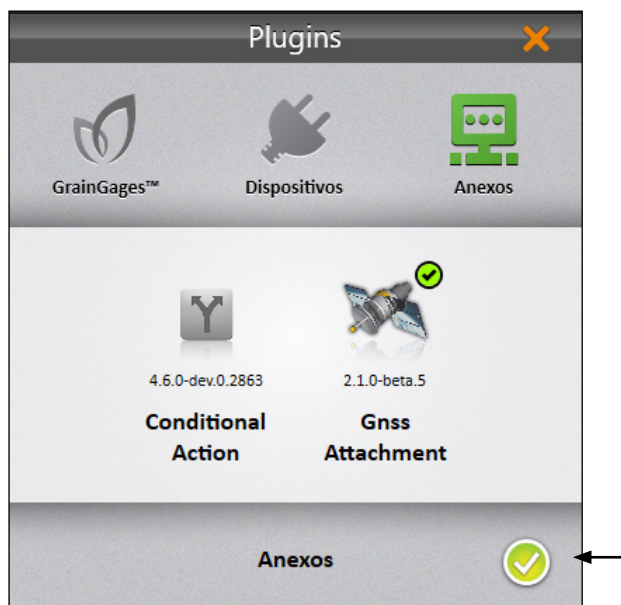 Plugins
GrainGages™
Dispositivos
Anexos
4.6.0-dev.0.2863
2.1.0-beta.5
Conditional
Action
Gnss
Attachment
Anexos